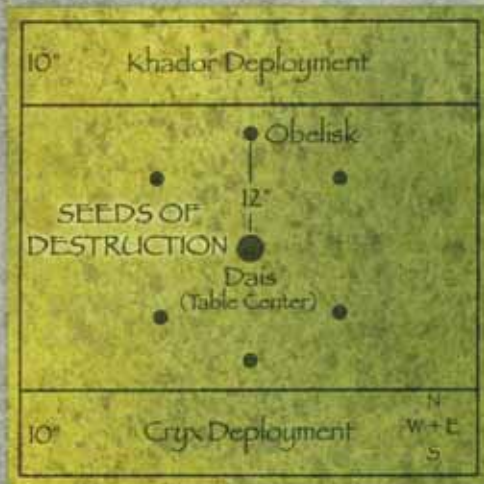 10" Khador Deployment
Obelisk
12"
SEEDS OF
DESTRUCTION
Dais
(Table Center)
10" Cryx Deployment
N
W + E
S